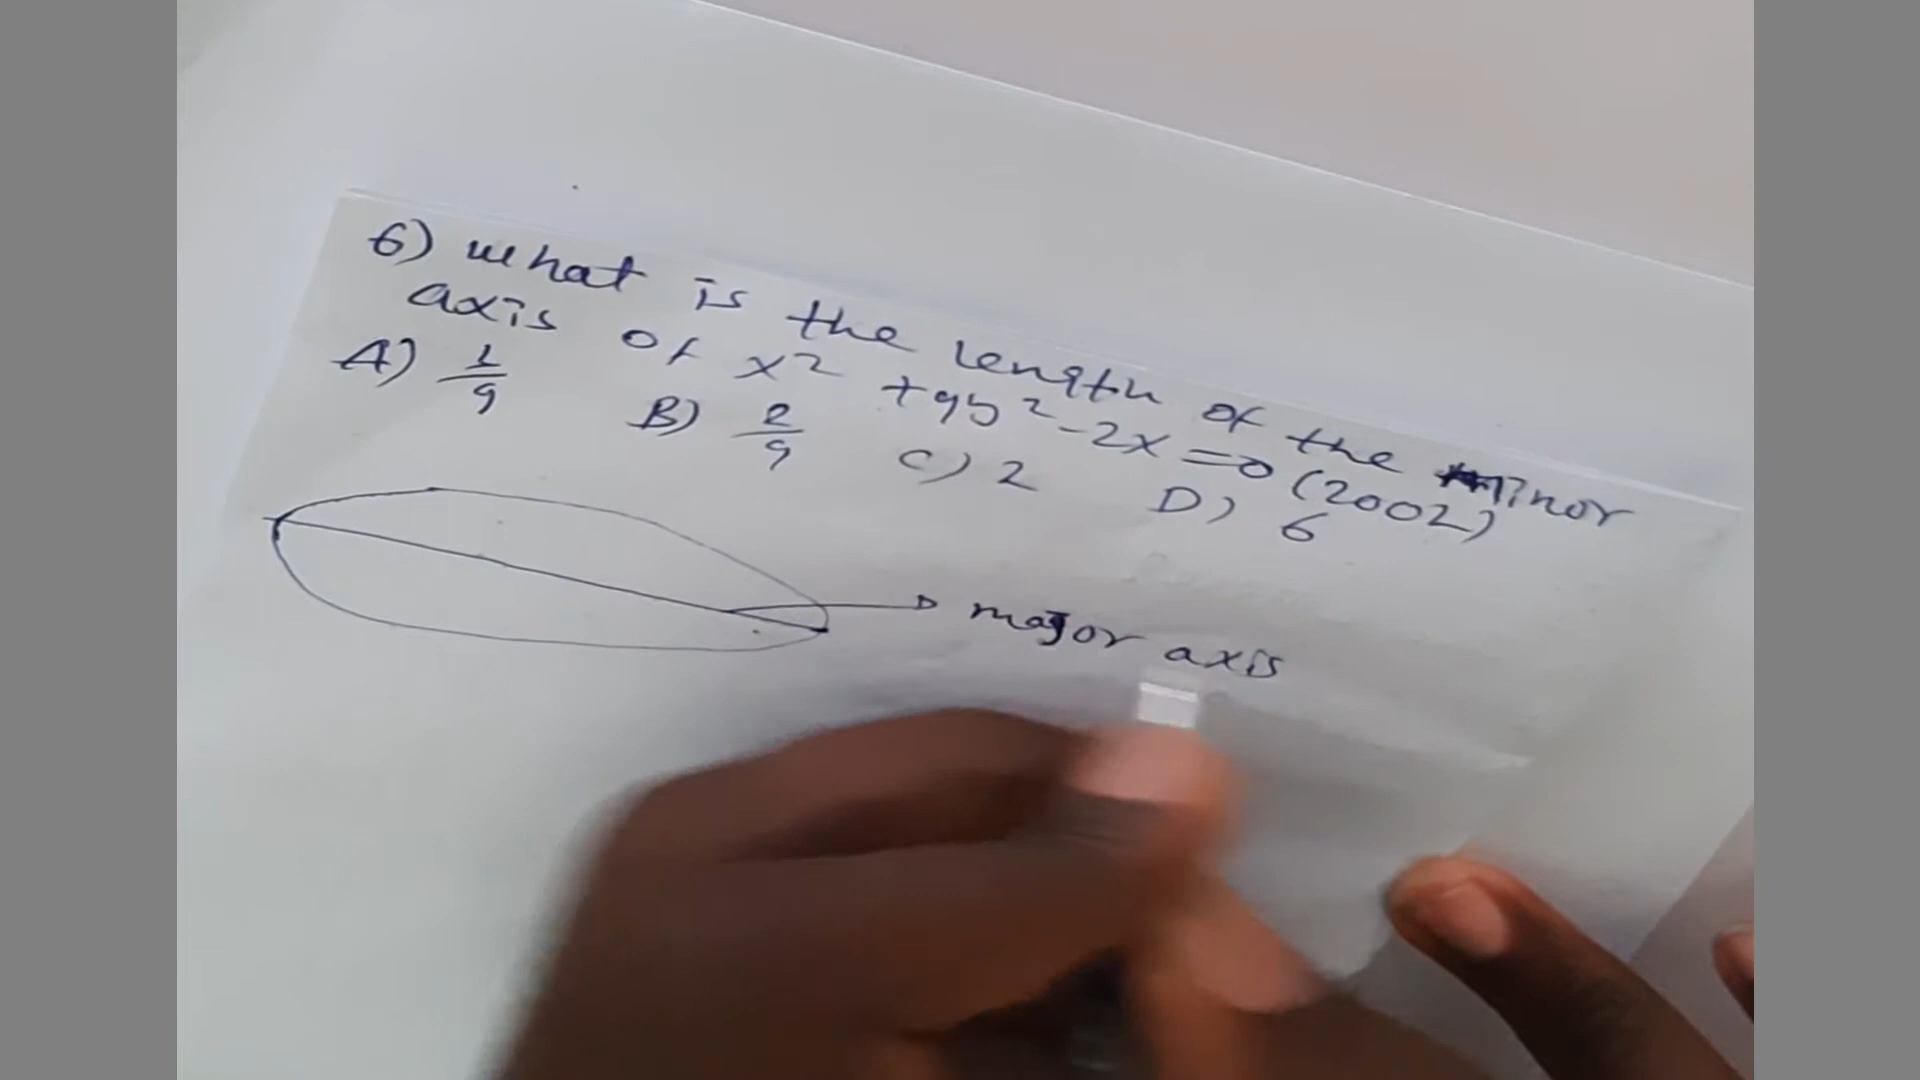 6) what is the length of the minor
axis of x² + 9y² - 2x = 0 (2002)
A) 1/9 B) 2/9 C) 2 D) 6
major axis